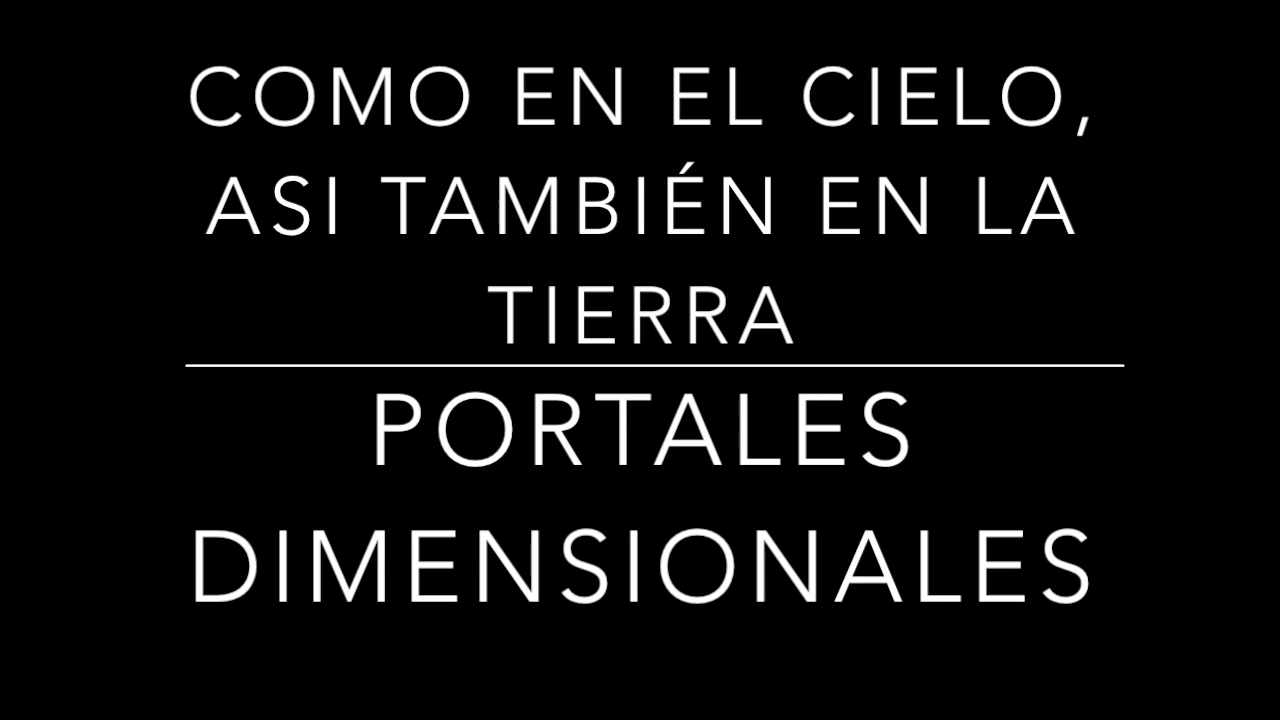 COMO EN EL CIELO,
ASI TAMBIÉN EN LA
TIERRA
PORTALES
DIMENSIONALES